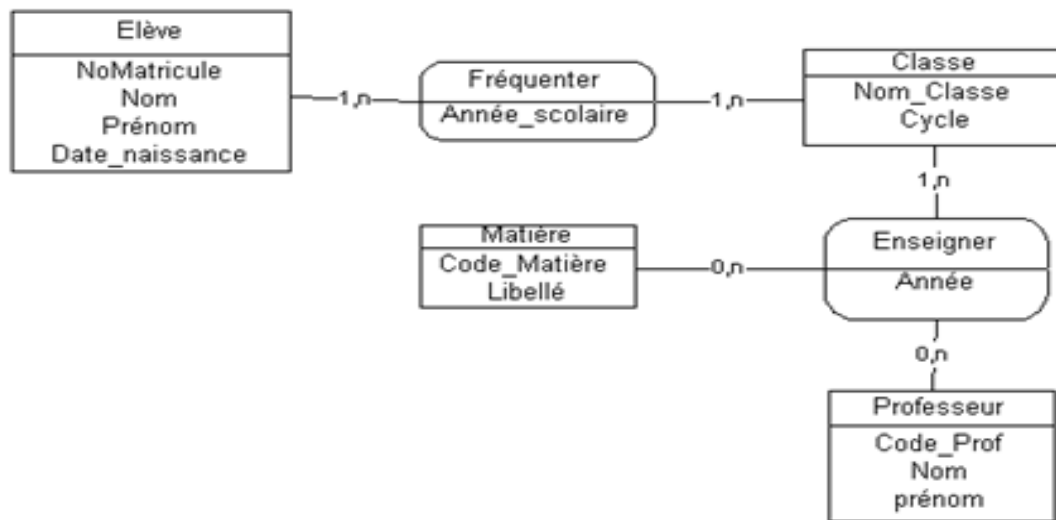 Elève
NoMatricule
Nom
Prénom
Date_naissance
1,n
Fréquenter
Année_scolaire
1,n
Classe
Nom_Classe
Cycle
1,n
Matière
Code_Matière
Libellé
0,n
Enseigner
Année
0,n
Professeur
Code_Prof
Nom
prénom